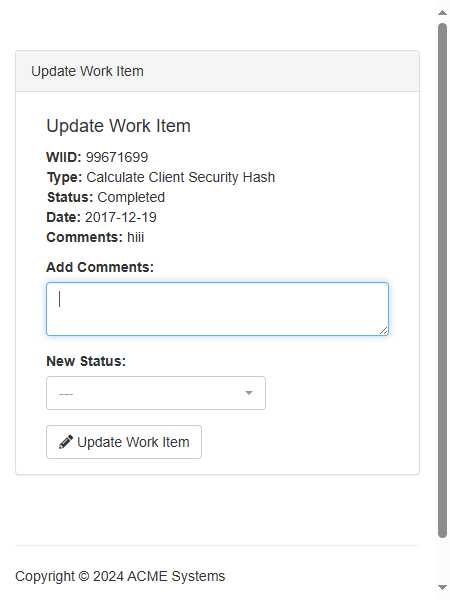 Update Work Item
Update Work Item
WIID: 99671699
Type: Calculate Client Security Hash
Status: Completed
Date: 2017-12-19
Comments: hiii
Add Comments:
New Status:
---
Update Work Item
Copyright © 2024 ACME Systems